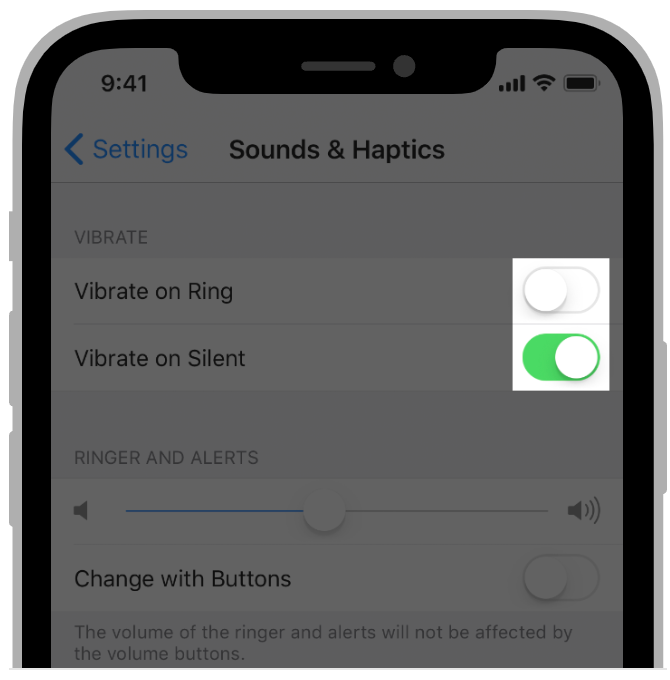 9:41
Settings Sounds & Haptics
VIBRATE
Vibrate on Ring
Vibrate on Silent
RINGER AND ALERTS
Change with Buttons
The volume of the ringer and alerts will not be affected by
the volume buttons.